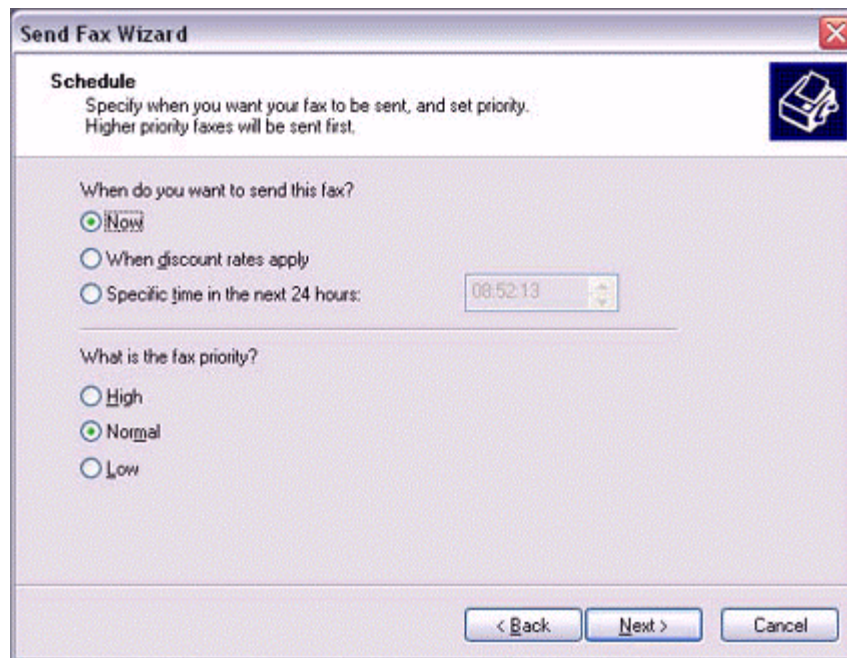 Send Fax Wizard
Schedule
Specify when you want your fax to be sent, and set priority.
Higher priority faxes will be sent first.
When do you want to send this fax?
Now
When discount rates apply
Specific time in the next 24 hours: 08:52:13
What is the fax priority?
High
Normal
Low
< Back Next > Cancel